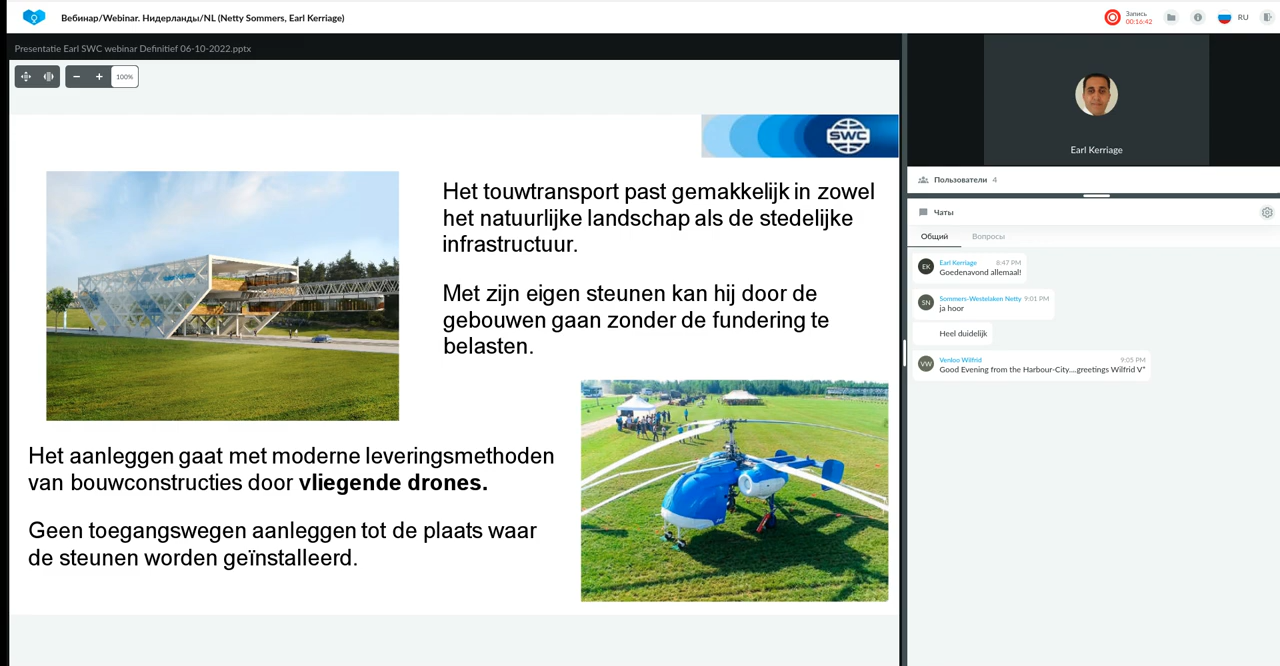 Вебинар/Webinar. Нидерланды/NL (Netty Sommers, Earl Kerriage)
Запись
00:16:42
RU
Presentatie Earl SWC webinar Definitief 06-10-2022.pptx
100%
SWC
Het touwtransport past gemakkelijk in zowel
het natuurlijke landschap als de stedelijke
infrastructuur.
Met zijn eigen steunen kan hij door de
gebouwen gaan zonder de fundering te
belasten.
Het aanleggen gaat met moderne leveringsmethoden
van bouwconstructies door vliegende drones.
Geen toegangswegen aanleggen tot de plaats waar
de steunen worden geïnstalleerd.
Earl Kerriage
Пользователи 4
Чаты
Общий Вопросы
EK
Earl Kerriage 8:47 PM
Goedenavond allemaal!
SN
Sommers-Westelaken Netty 9:01 PM
ja hoor
Heel duidelijk
VW
Venloo Wilfrid 9:05 PM
Good Evening from the Harbour-City....greetings Wilfrid V"